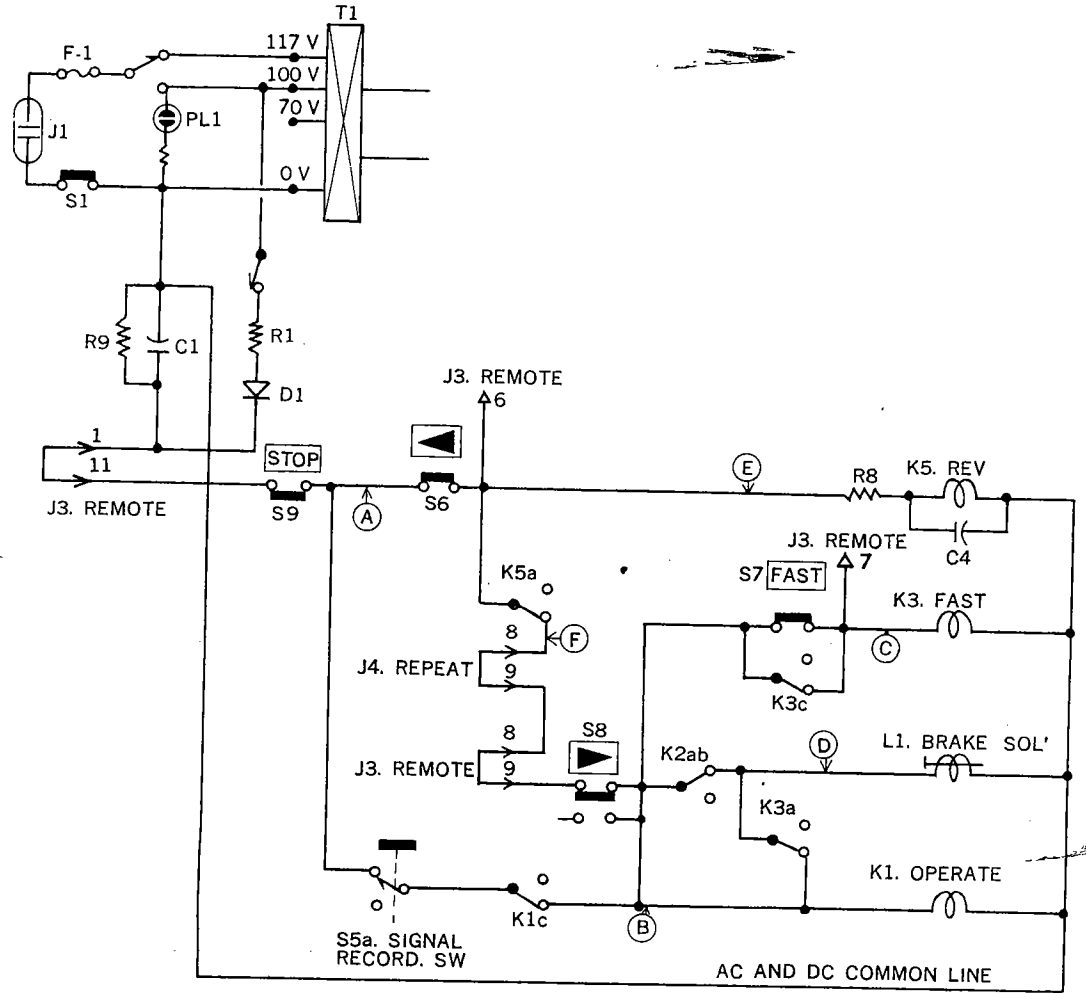 T1
F-1
117 V
100 V
70 V
PL1
J1
0 V
S1
R9
C1
R1
D1
J3. REMOTE
6
1
11
STOP
J3. REMOTE
S9
A
S6
E
R8
K5. REV
C4
J3. REMOTE
7
K5a
S7 FAST
K3. FAST
8
F
C
J4. REPEAT
9
K3c
8
S8
J3. REMOTE
9
K2ab
D
L1. BRAKE SOL'
K3a
K1. OPERATE
K1c
B
S5a. SIGNAL
RECORD. SW
AC AND DC COMMON LINE